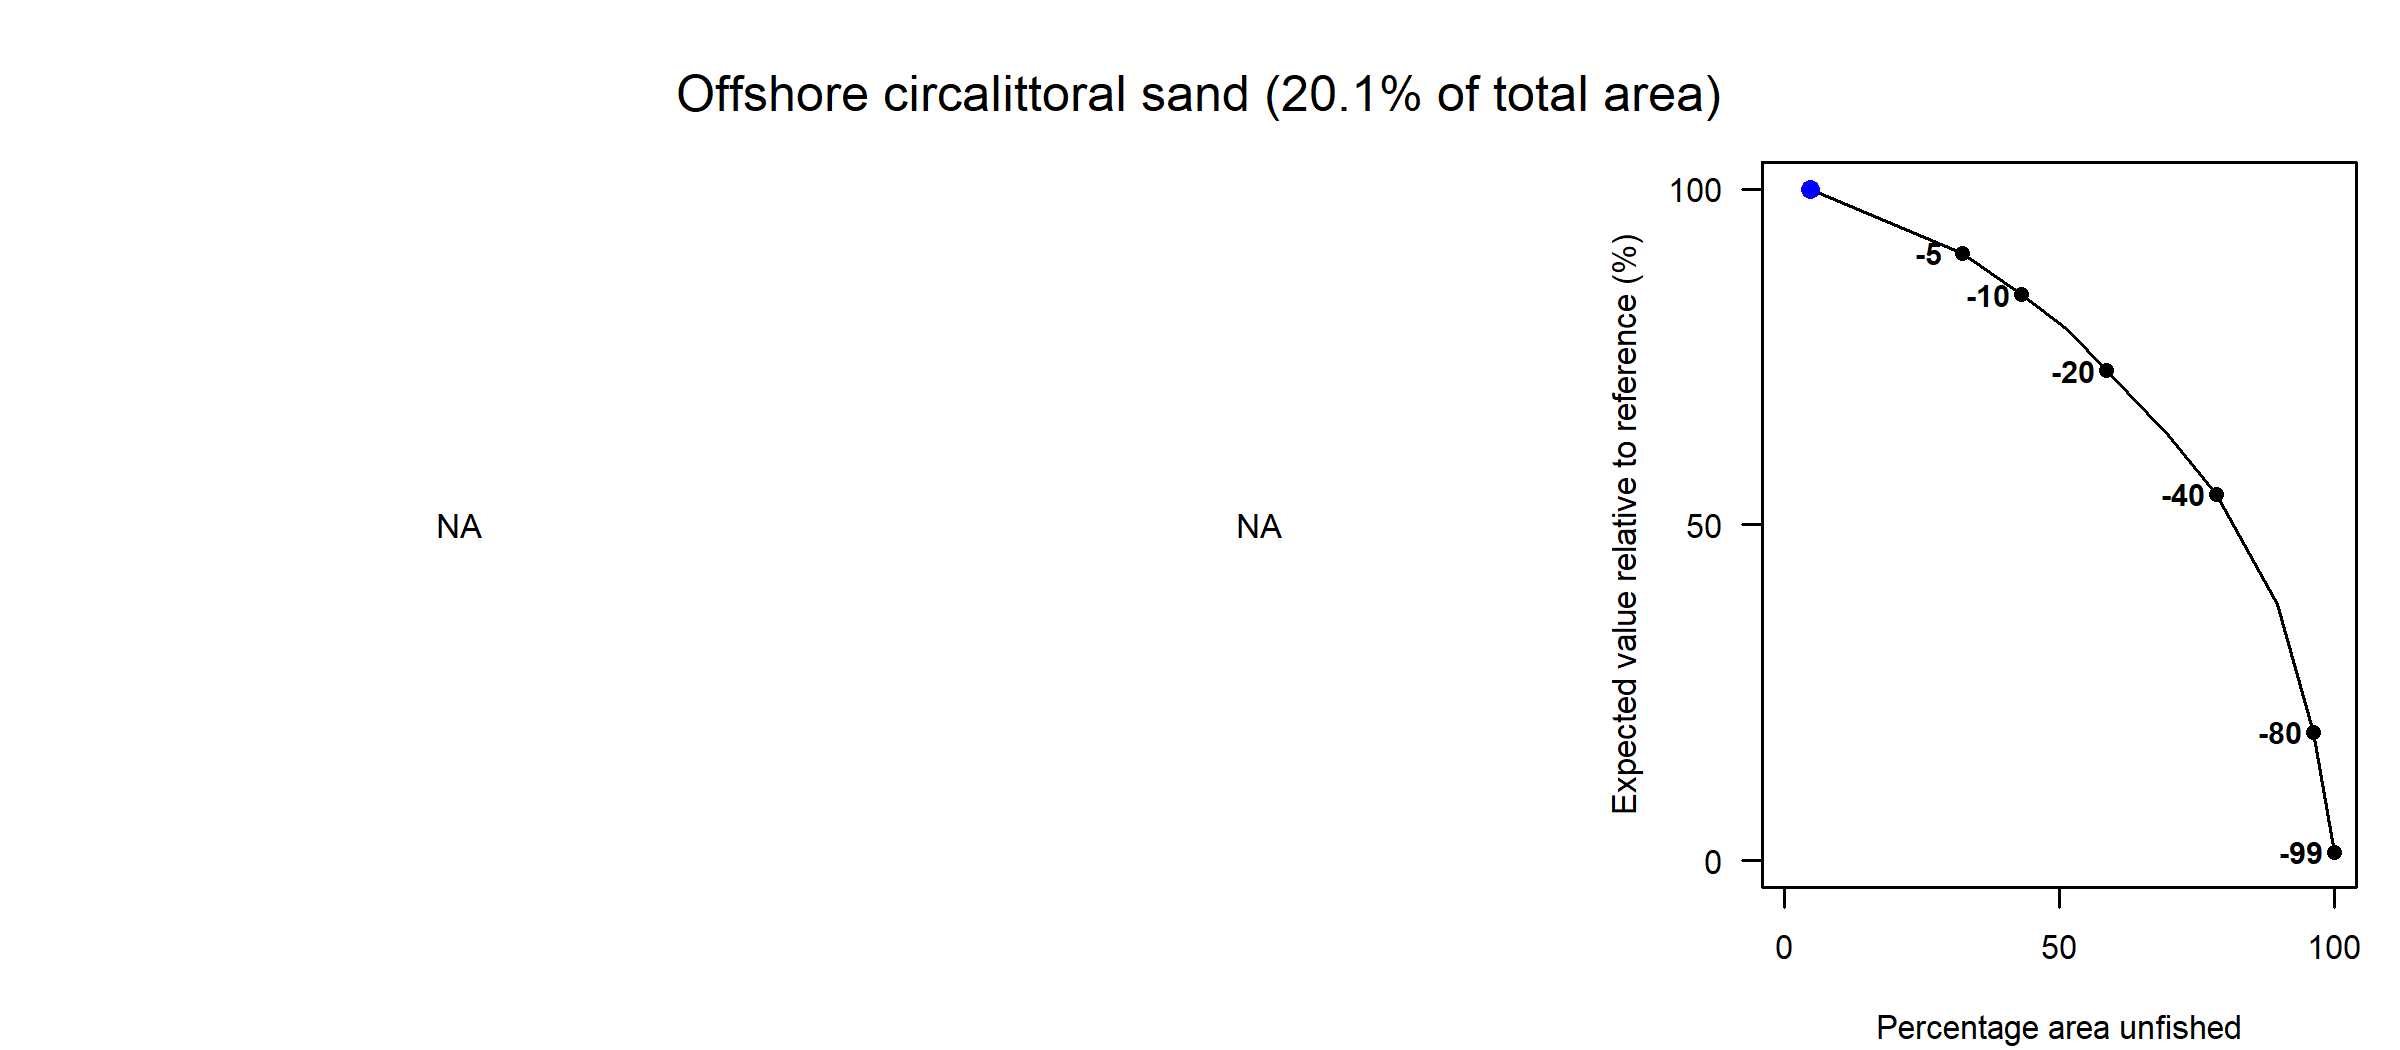 Offshore circalittoral sand (20.1% of total area)
NA
NA
Expected value relative to reference (%)
100
50
0
-5
-10
-20
-40
-80
-99
0
50
100
Percentage area unfished